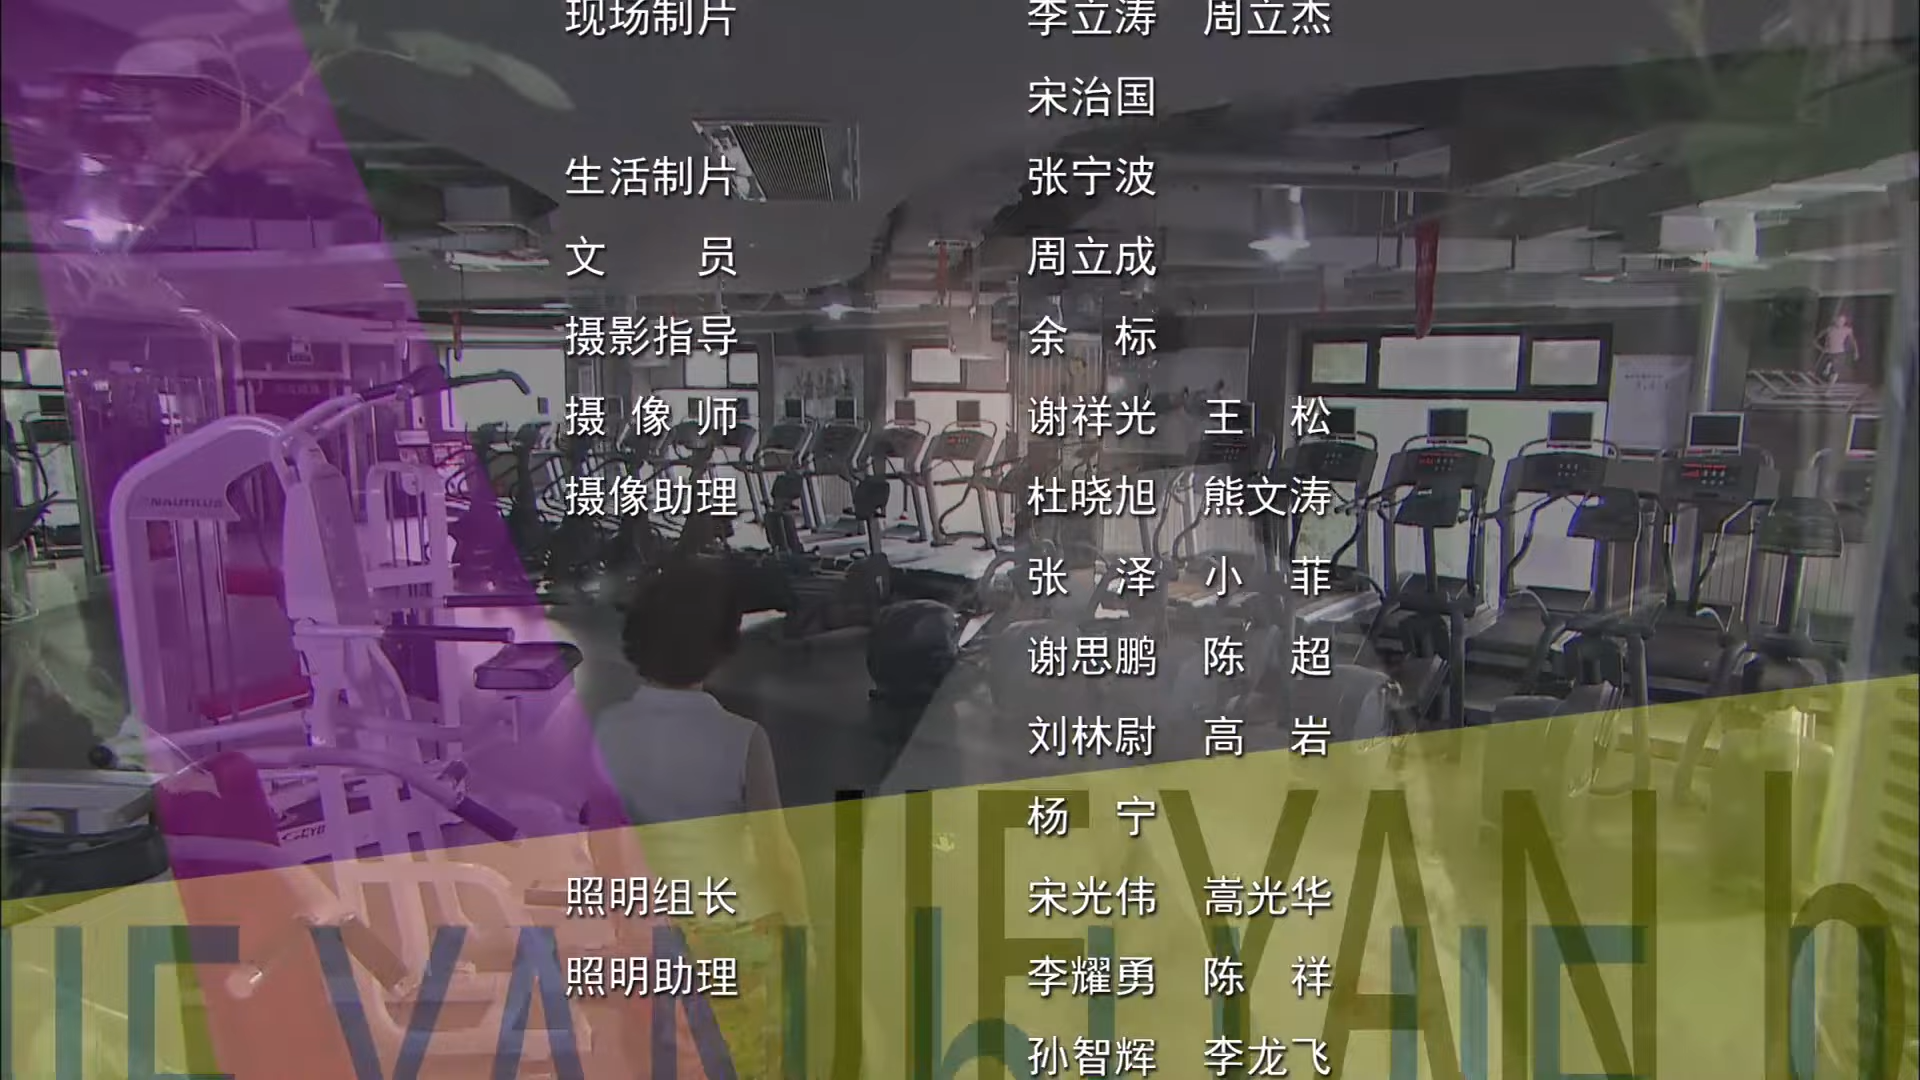 现场制片 李立涛 周立杰
宋治国
生活制片 张宁波
文 员 周立成
摄影指导 余 标
摄 像 师 谢祥光 王 松
摄像助理 杜晓旭 熊文涛
张 泽 小 菲
谢思鹏 陈 超
刘林尉 高 岩
杨 宁
照明组长 宋光伟 嵩光华
照明助理 李耀勇 陈 祥
孙智辉 李龙飞
NAUTILUS
JIEYAN b